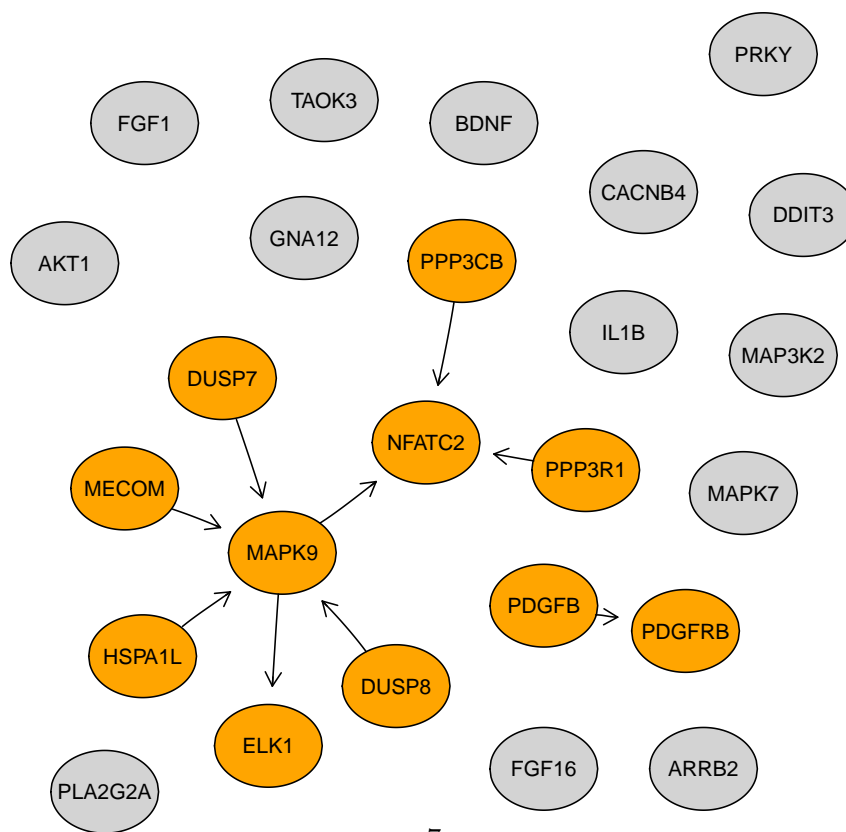 PRKY
TAOK3
FGF1
BDNF
CACNB4
DDIT3
GNA12
AKT1
PPP3CB
IL1B
MAP3K2
DUSP7
NFATC2
PPP3R1
MECOM
MAPK7
MAPK9
PDGFB
PDGFRB
HSPA1L
DUSP8
ELK1
FGF16
ARRB2
PLA2G2A